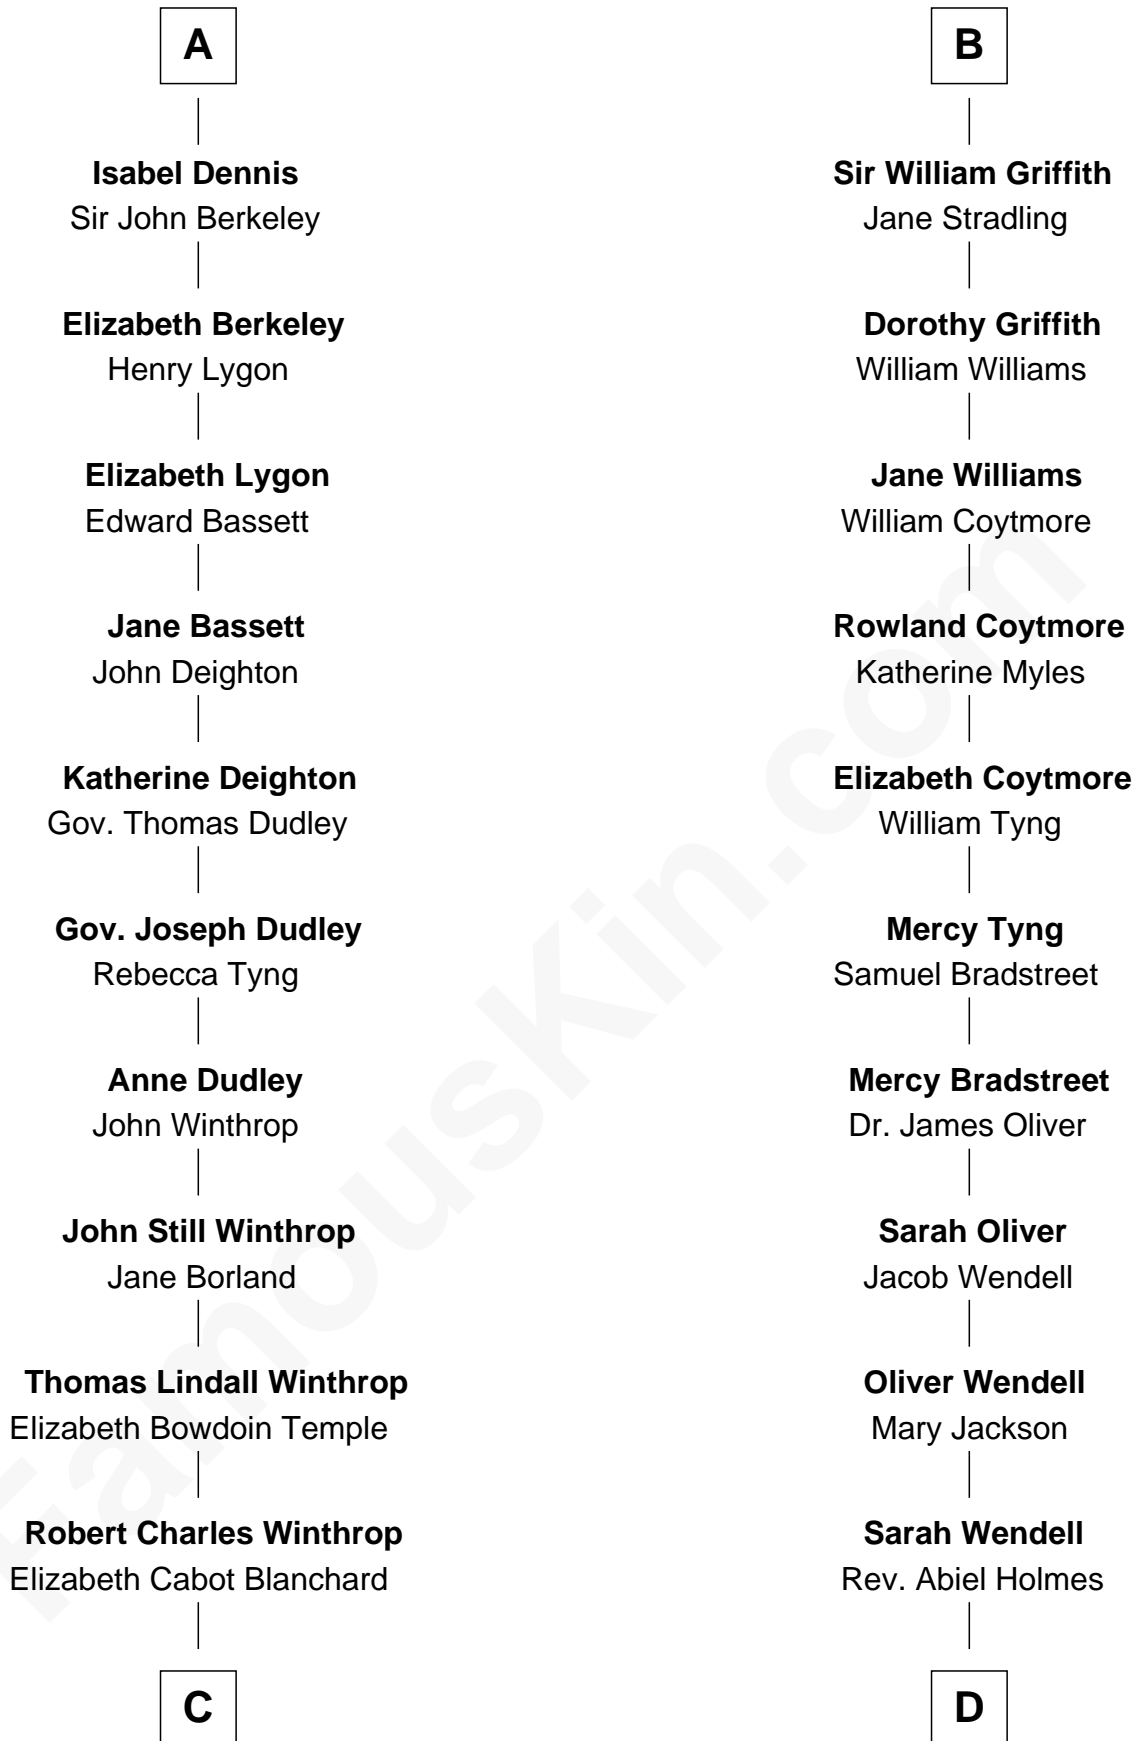 A
Isabel Dennis
Sir John Berkeley
Elizabeth Berkeley
Henry Lygon
Elizabeth Lygon
Edward Bassett
Jane Bassett
John Deighton
Katherine Deighton
Gov. Thomas Dudley
Gov. Joseph Dudley
Rebecca Tyng
Anne Dudley
John Winthrop
John Still Winthrop
Jane Borland
Thomas Lindall Winthrop
Elizabeth Bowdoin Temple
Robert Charles Winthrop
Elizabeth Cabot Blanchard
C
B
Sir William Griffith
Jane Stradling
Dorothy Griffith
William Williams
Jane Williams
William Coytmore
Rowland Coytmore
Katherine Myles
Elizabeth Coytmore
William Tyng
Mercy Tyng
Samuel Bradstreet
Mercy Bradstreet
Dr. James Oliver
Sarah Oliver
Jacob Wendell
Oliver Wendell
Mary Jackson
Sarah Wendell
Rev. Abiel Holmes
D
FamousKin.com